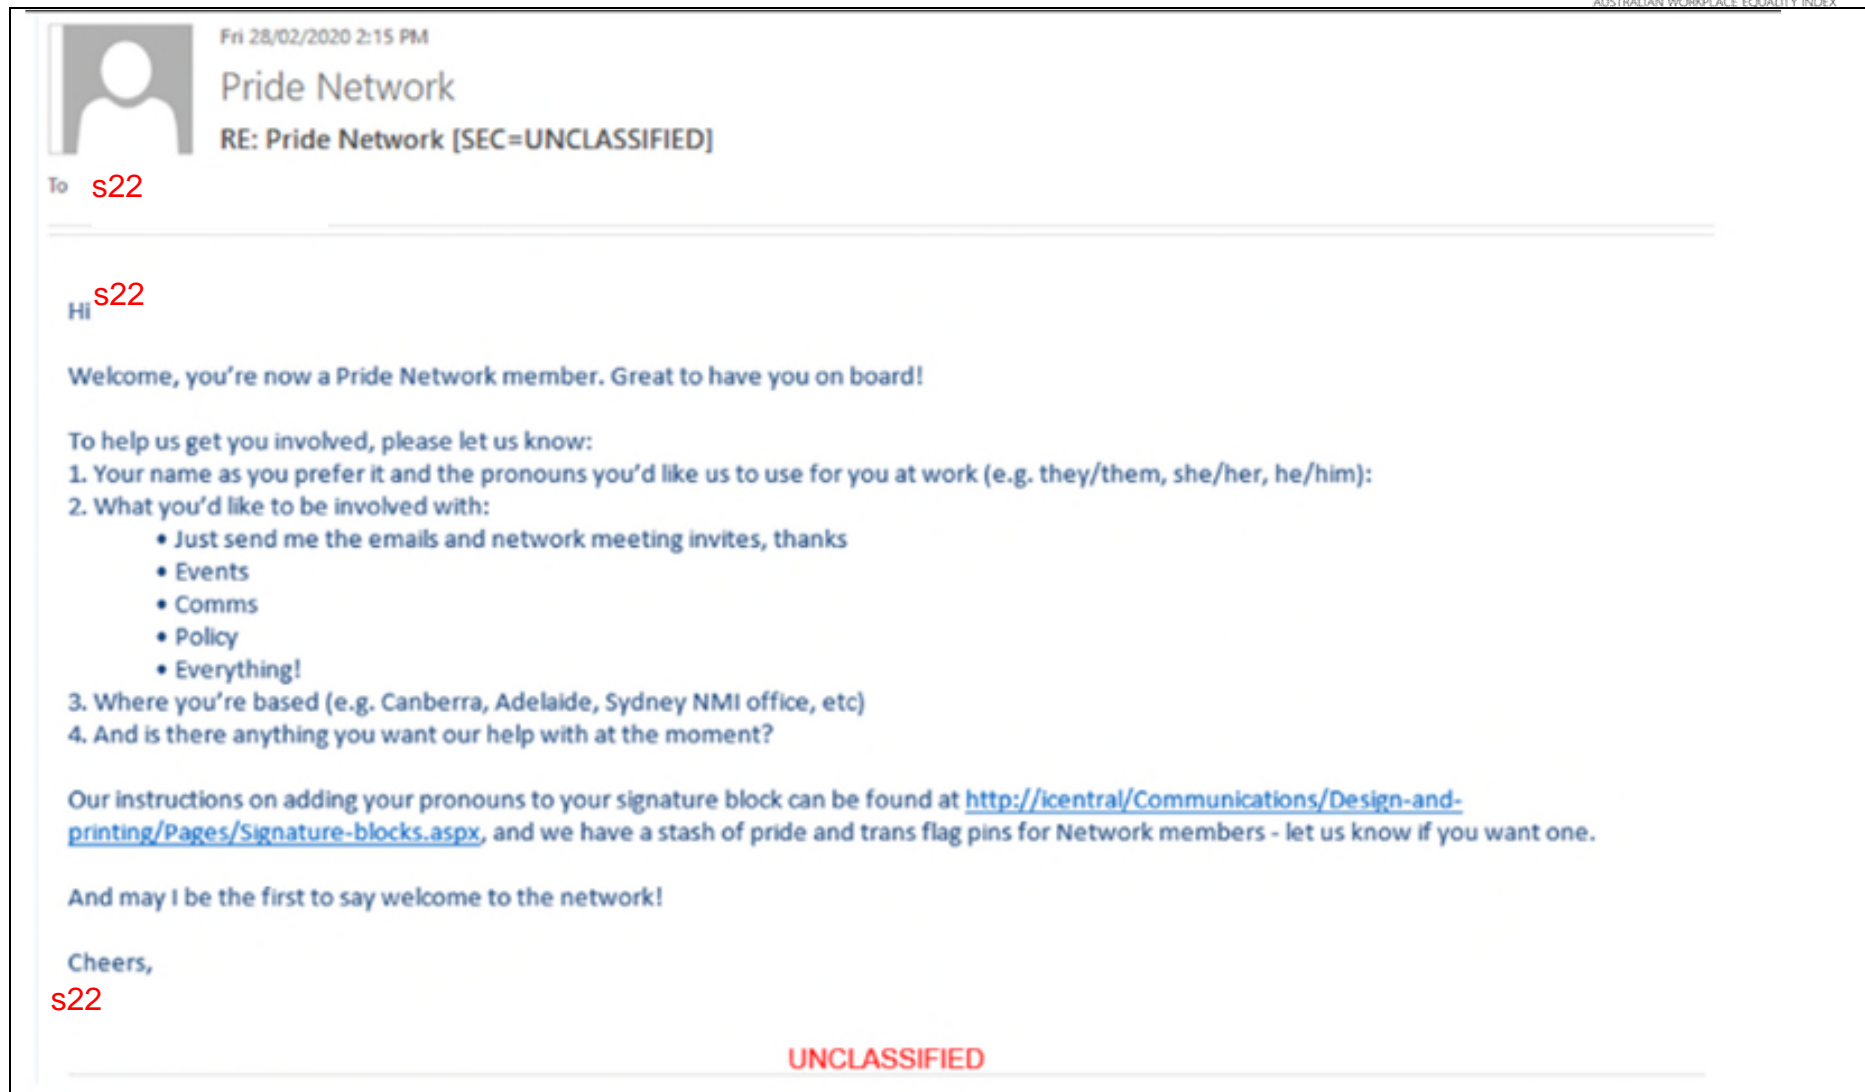 AUSTRALIAN WORKPLACE EQUALITY INDEX
Fri 28/02/2020 2:15 PM
Pride Network
RE: Pride Network [SEC=UNCLASSIFIED]
To s22
Hi s22
Welcome, you're now a Pride Network member. Great to have you on board!
To help us get you involved, please let us know:
1. Your name as you prefer it and the pronouns you'd like us to use for you at work (e.g. they/them, she/her, he/him):
2. What you'd like to be involved with:
• Just send me the emails and network meeting invites, thanks
• Events
• Comms
• Policy
• Everything!
3. Where you're based (e.g. Canberra, Adelaide, Sydney NMI office, etc)
4. And is there anything you want our help with at the moment?
Our instructions on adding your pronouns to your signature block can be found at http://icentral/Communications/Design-and-
printing/Pages/Signature-blocks.aspx, and we have a stash of pride and trans flag pins for Network members - let us know if you want one.
And may I be the first to say welcome to the network!
Cheers,
s22
UNCLASSIFIED